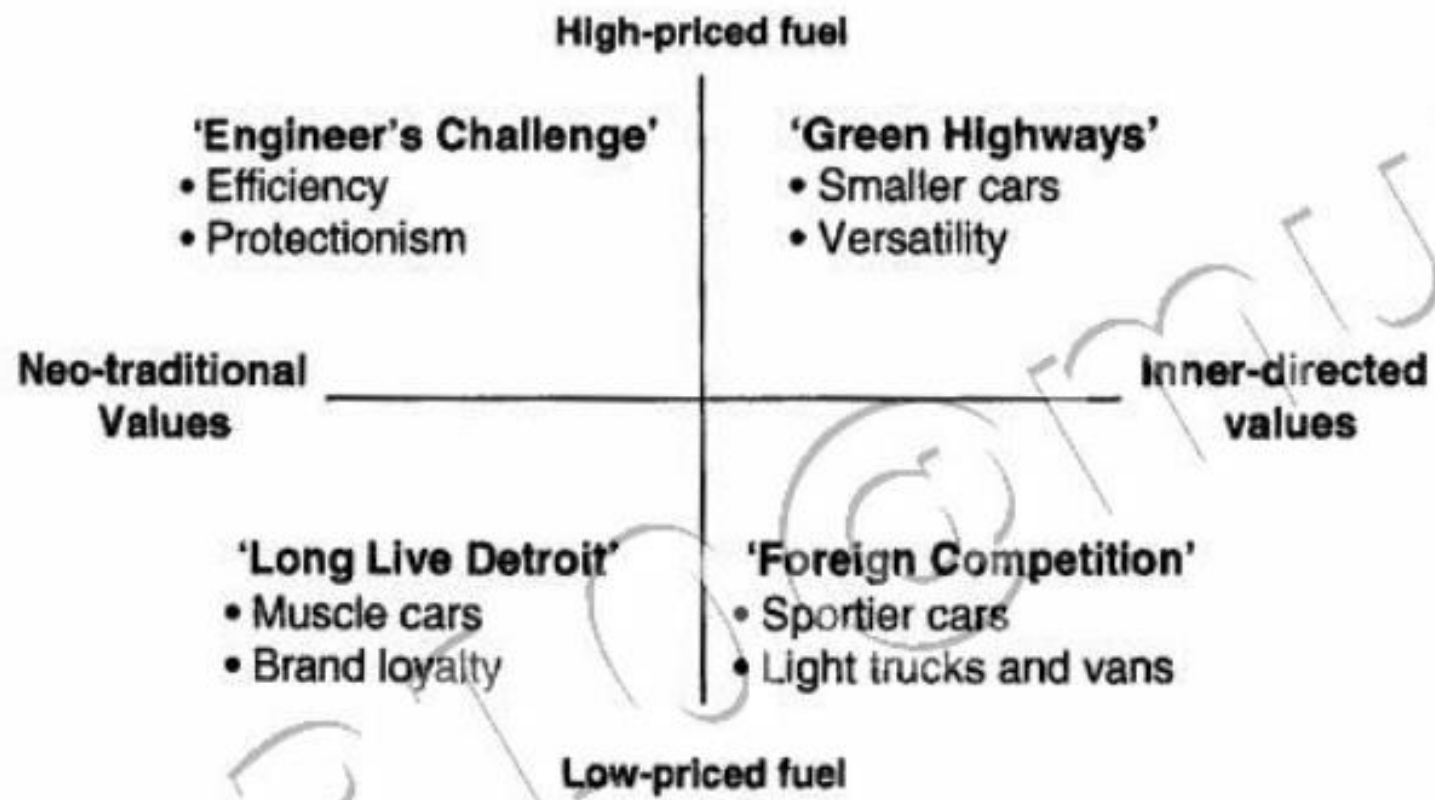 High-priced fuel
'Engineer's Challenge'
• Efficiency
• Protectionism
'Green Highways'
• Smaller cars
• Versatility
Neo-traditional
Values
Inner-directed
values
'Long Live Detroit'
• Muscle cars
• Brand loyalty
'Foreign Competition'
• Sportier cars
• Light trucks and vans
Low-priced fuel